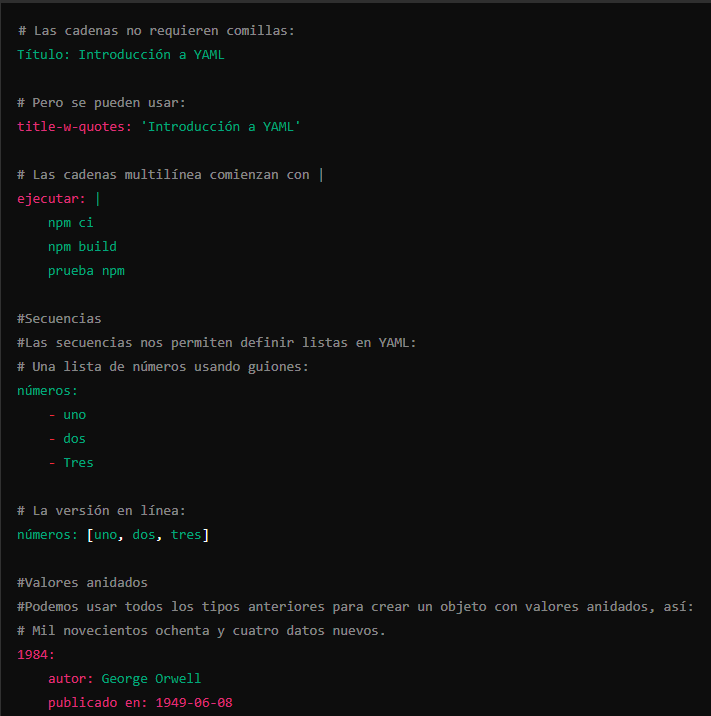 # Las cadenas no requieren comillas:
Título: Introducción a YAML
# Pero se pueden usar:
title-w-quotes: 'Introducción a YAML'
# Las cadenas multilínea comienzan con |
ejecutar: |
npm ci
npm build
prueba npm
#Secuencias
#Las secuencias nos permiten definir listas en YAML:
# Una lista de números usando guiones:
números:
- uno
- dos
- Tres
# La versión en línea:
números: [uno, dos, tres]
#Valores anidados
#Podemos usar todos los tipos anteriores para crear un objeto con valores anidados, así:
# Mil novecientos ochenta y cuatro datos nuevos.
1984:
autor: George Orwell
publicado en: 1949-06-08